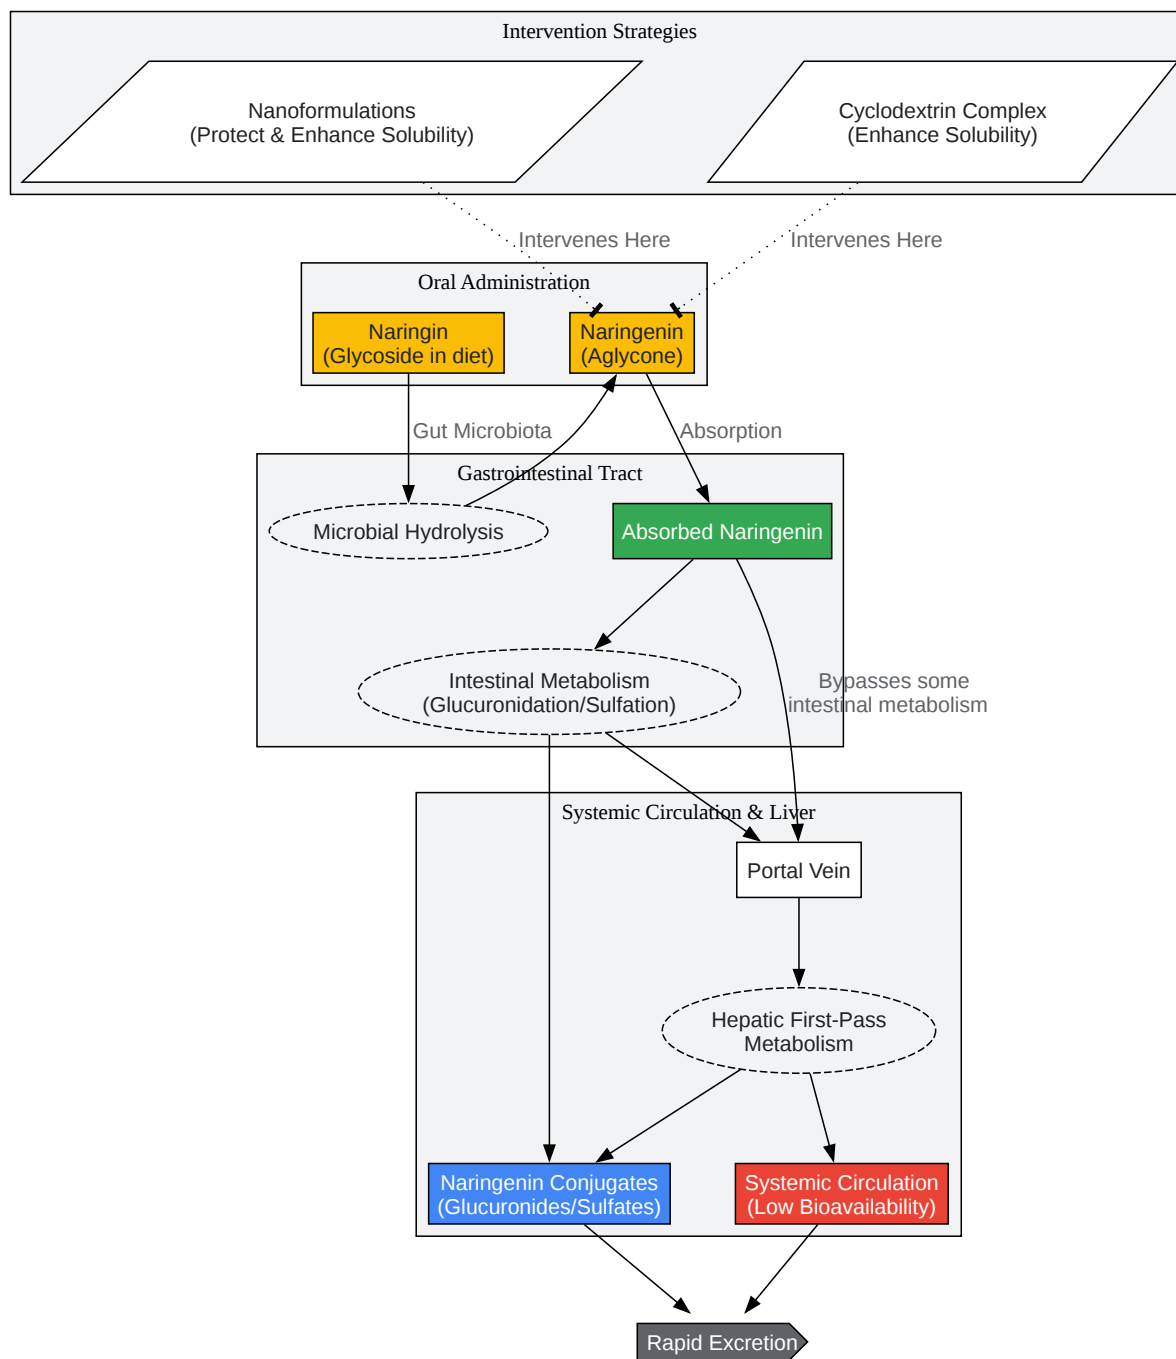 Intervention Strategies
Nanoformulations
(Protect & Enhance Solubility)
Cyclodextrin Complex
(Enhance Solubility)
Intervenes Here
Intervenes Here
Oral Administration
Naringin
(Glycoside in diet)
Naringenin
(Aglycone)
Gut Microbiota
Absorption
Gastrointestinal Tract
Microbial Hydrolysis
Absorbed Naringenin
Intestinal Metabolism
(Glucuronidation/Sulfation)
Bypasses some
intestinal metabolism
Systemic Circulation & Liver
Portal Vein
Hepatic First-Pass
Metabolism
Naringenin Conjugates
(Glucuronides/Sulfates)
Systemic Circulation
(Low Bioavailability)
Rapid Excretion